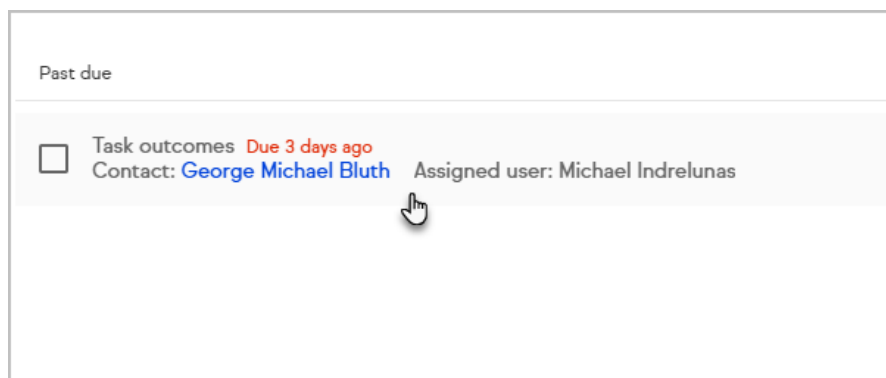 Past due
Task outcomes Due 3 days ago
Contact: George Michael Bluth Assigned user: Michael Indrelunas